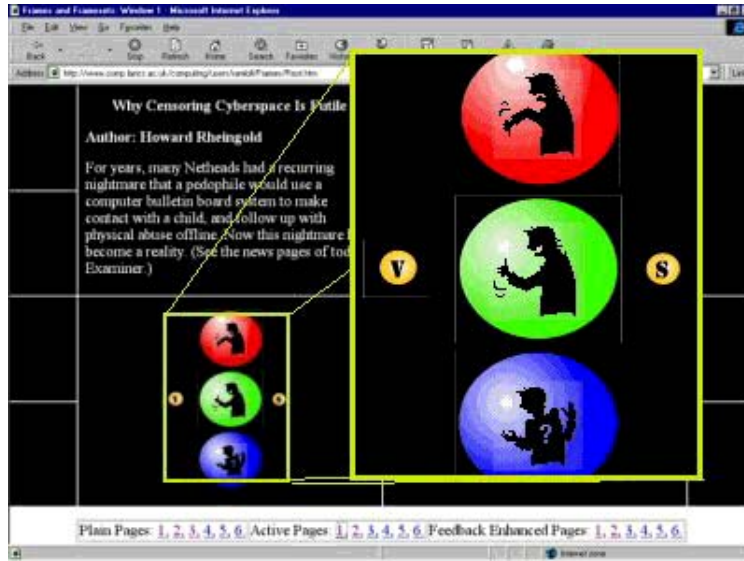 Frames and Framesets: Window 1 - Microsoft Internet Explorer
File Edit View Go Favorites Help
Back Stop Refresh Home Search Favorites
Address
Why Censoring Cyberspace Is Futile
Author: Howard Rheingold
For years, many Netheads had a recurring
nightmare that a pedophile would use a
computer bulletin board system to make
contact with a child, and follow up with
physical abuse offline. Now this nightmare
become a reality. (See the news pages of
Examiner.)
V S
?
V S
Plain Pages: 1, 2, 3, 4, 5, 6, Active Pages: 1, 2, 3, 4, 5, 6, Feedback Enhanced Pages: 1, 2, 3, 4, 5, 6,
Internet zone